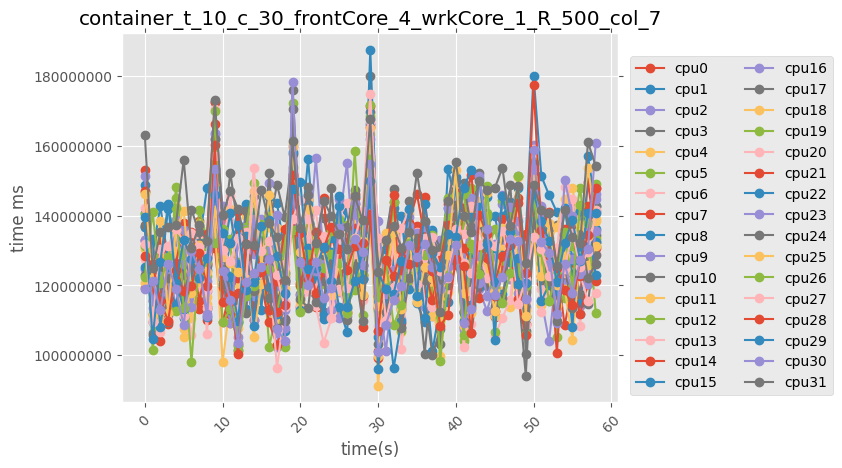 container_t_10_c_30_frontCore_4_wrkCore_1_R_500_col_7
time ms
180000000
160000000
140000000
120000000
100000000
0
10
20
30
40
50
60
time(s)
cpu0
cpu1
cpu2
cpu3
cpu4
cpu5
cpu6
cpu7
cpu8
cpu9
cpu10
cpu11
cpu12
cpu13
cpu14
cpu15
cpu16
cpu17
cpu18
cpu19
cpu20
cpu21
cpu22
cpu23
cpu24
cpu25
cpu26
cpu27
cpu28
cpu29
cpu30
cpu31